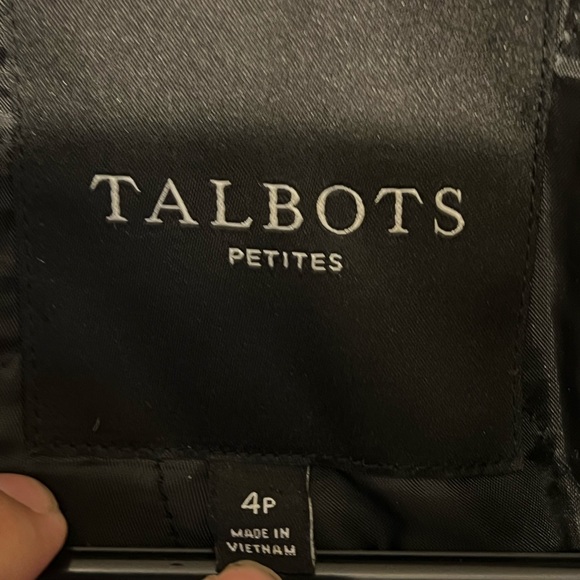 TALBOTS
PETITES
4P
MADE IN
VIETNAM